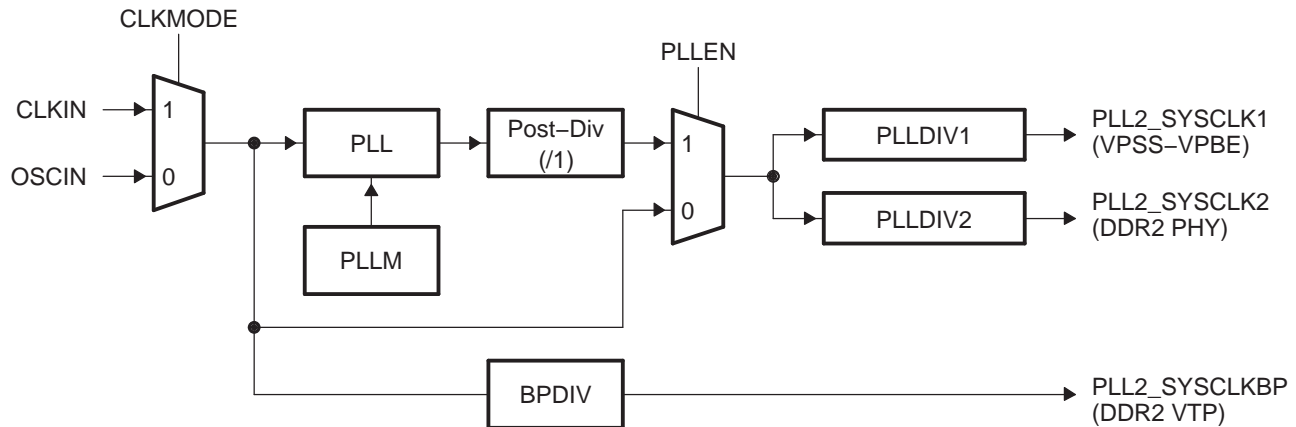 CLKMODE
PLLEN
CLKIN
1
OSCIN
0
PLL
Post−Div
(/1)
1
0
PLLM
PLLDIV1
PLL2_SYSCLK1
(VPSS−VPBE)
PLLDIV2
PLL2_SYSCLK2
(DDR2 PHY)
BPDIV
PLL2_SYSCLKBP
(DDR2 VTP)